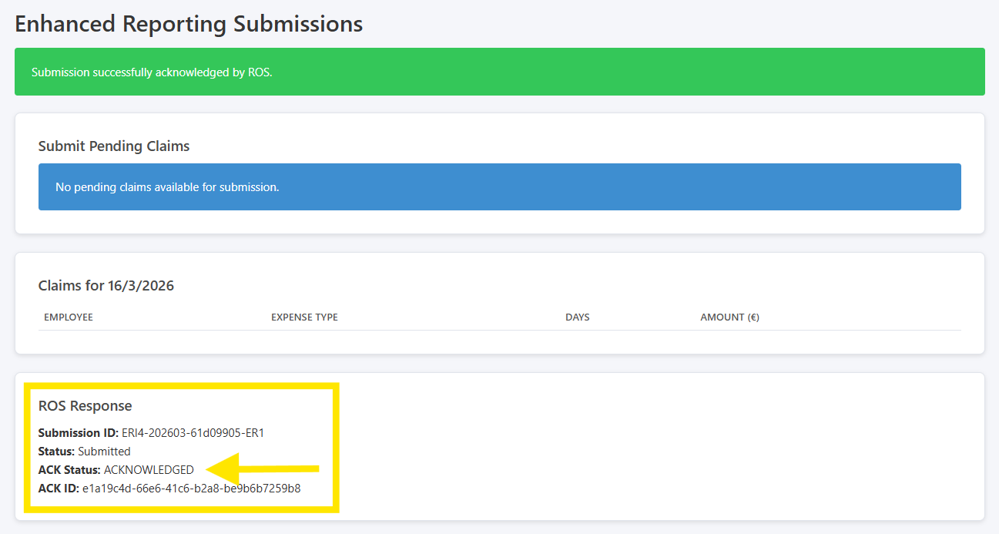 Enhanced Reporting Submissions
Submission successfully acknowledged by ROS.
Submit Pending Claims
No pending claims available for submission.
Claims for 16/3/2026
EMPLOYEE EXPENSE TYPE DAYS AMOUNT (€)
ROS Response
Submission ID: ERI4-202603-61d09905-ER1
Status: Submitted
ACK Status: ACKNOWLEDGED
ACK ID: e1a19c4d-66e6-41c6-b2a8-be9b6b7259b8